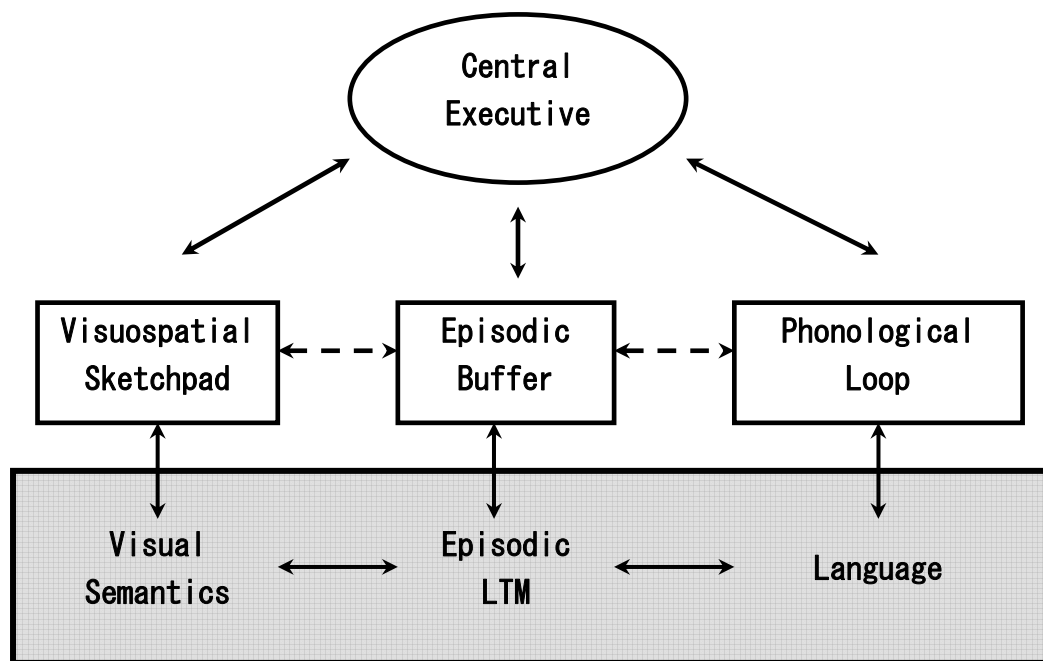 Central
Executive
Visuospatial
Sketchpad
Episodic
Buffer
Phonological
Loop
Visual
Semantics
Episodic
LTM
Language